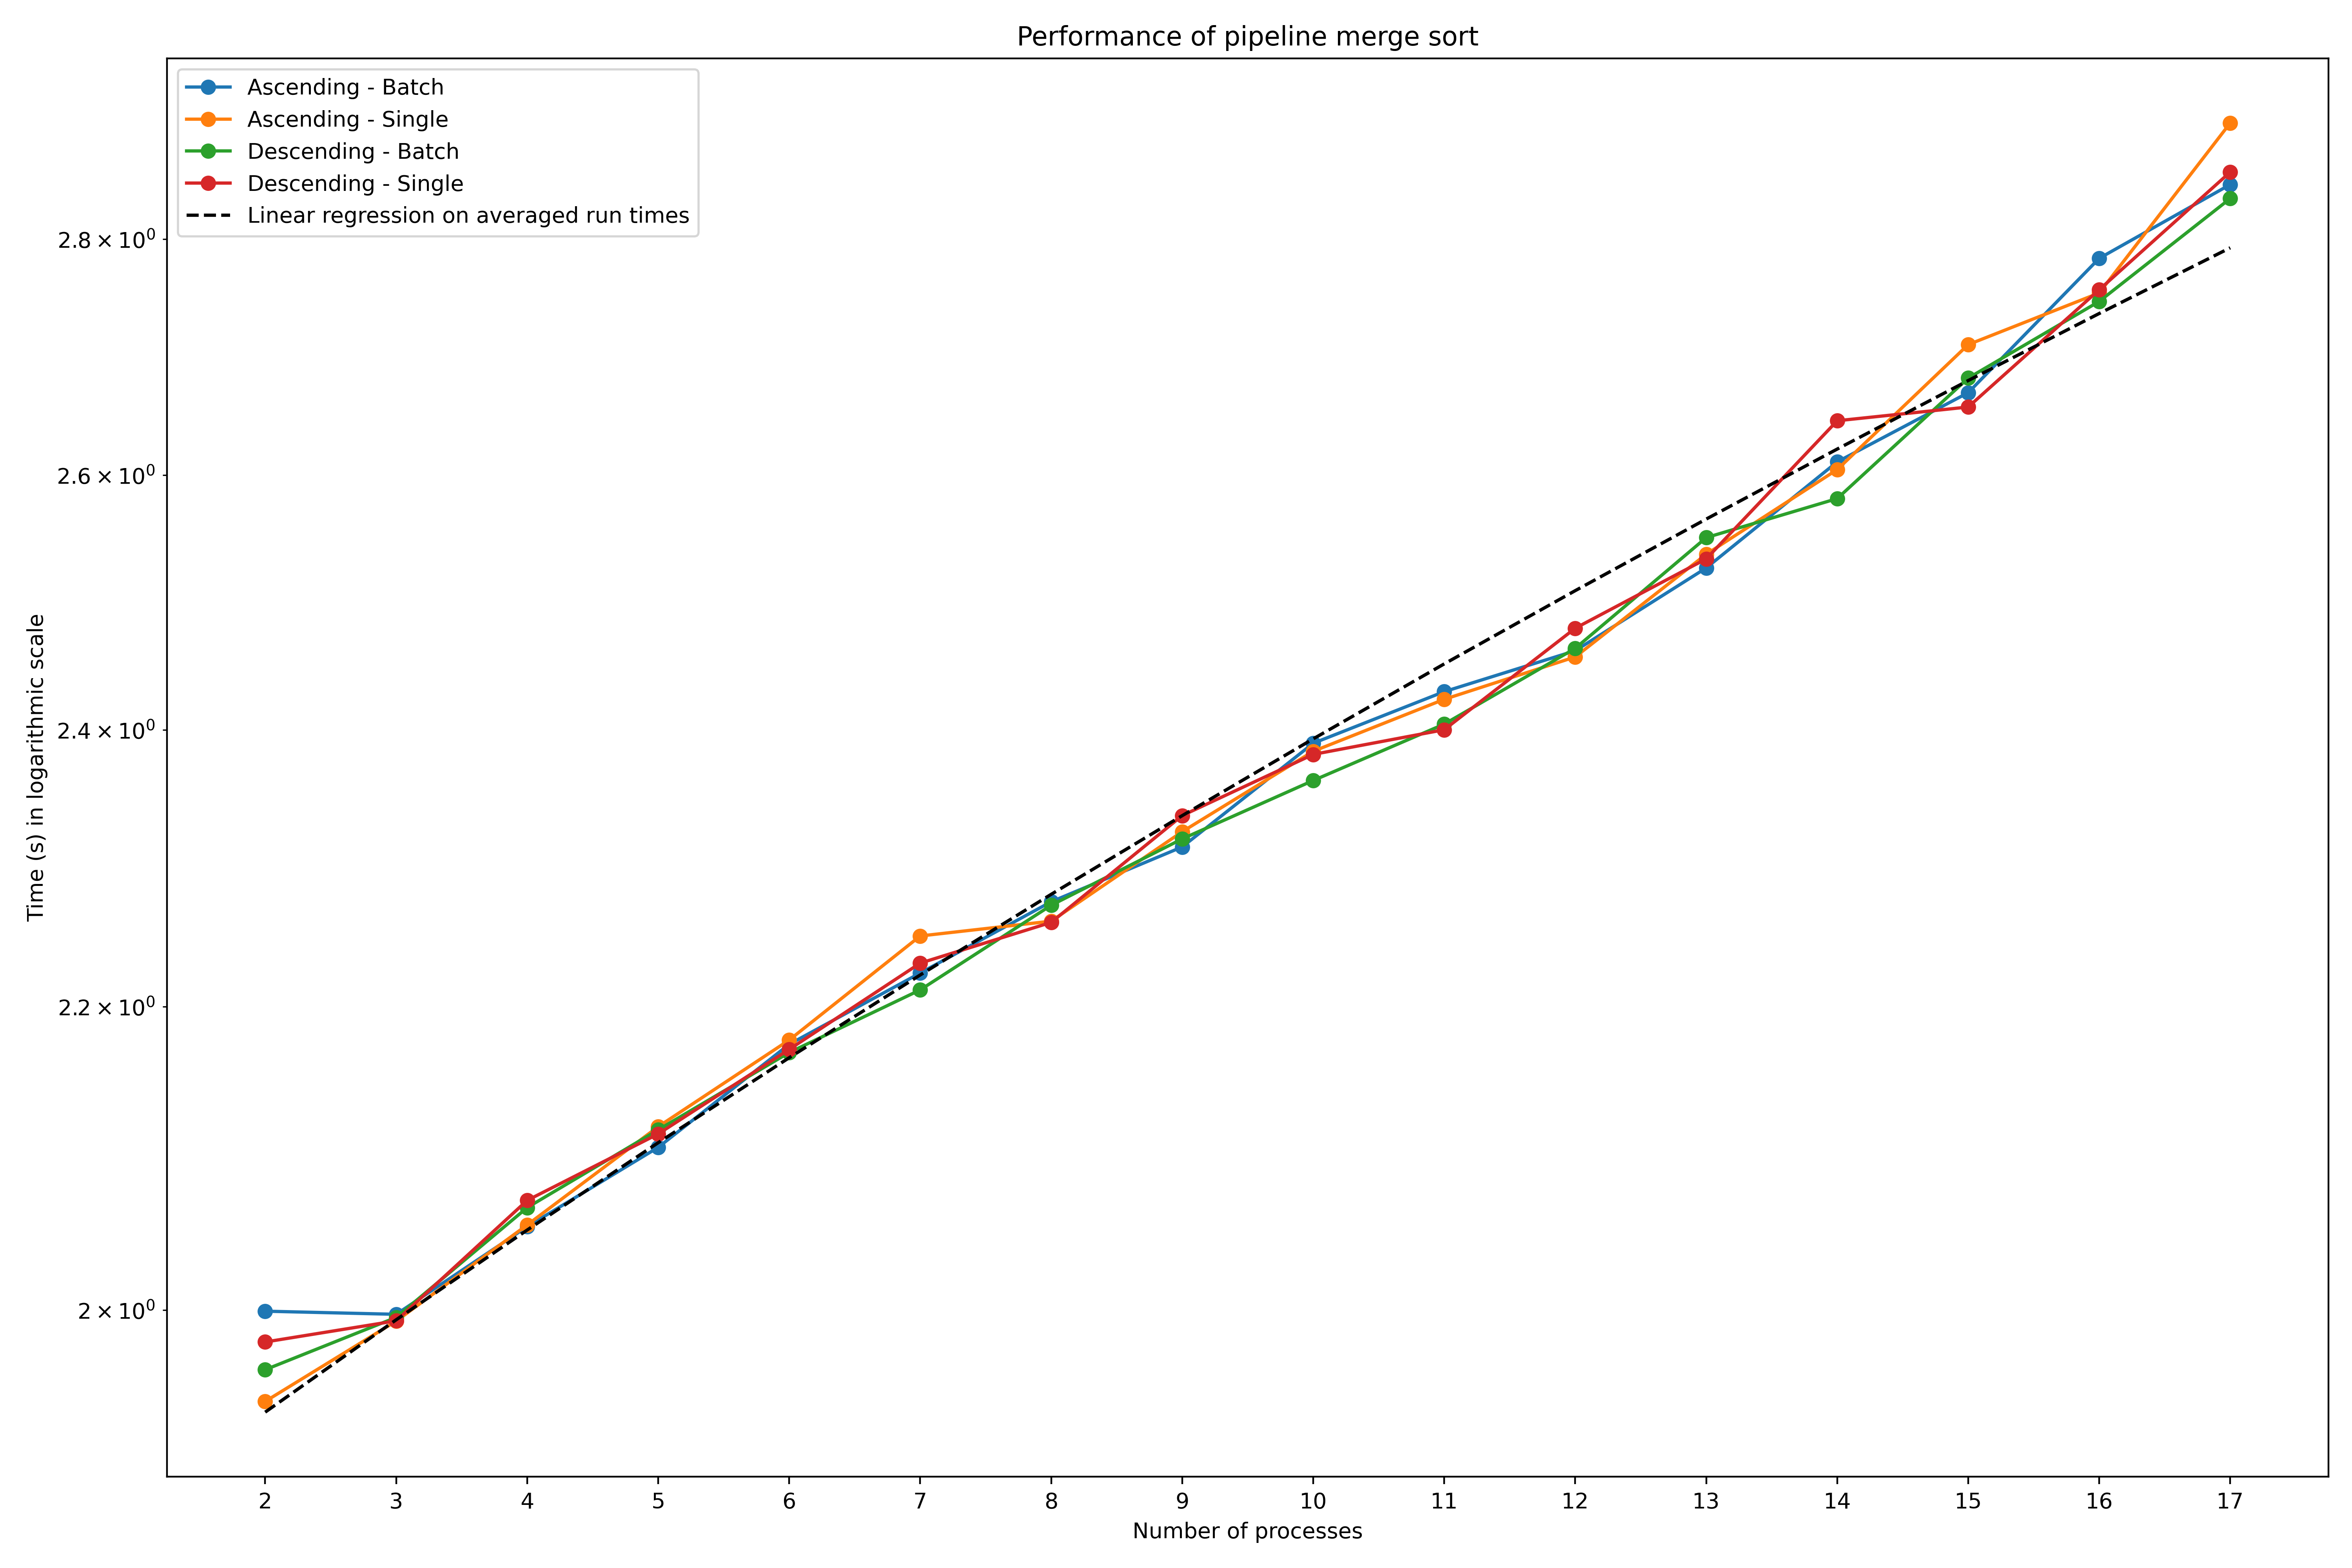 Performance of pipeline merge sort
Ascending - Batch
Ascending - Single
Descending - Batch
Descending - Single
Linear regression on averaged run times
2.8 × 10⁰
2.6 × 10⁰
2.4 × 10⁰
2.2 × 10⁰
2 × 10⁰
Time (s) in logarithmic scale
2 3 4 5 6 7 8 9 10 11 12 13 14 15 16 17
Number of processes